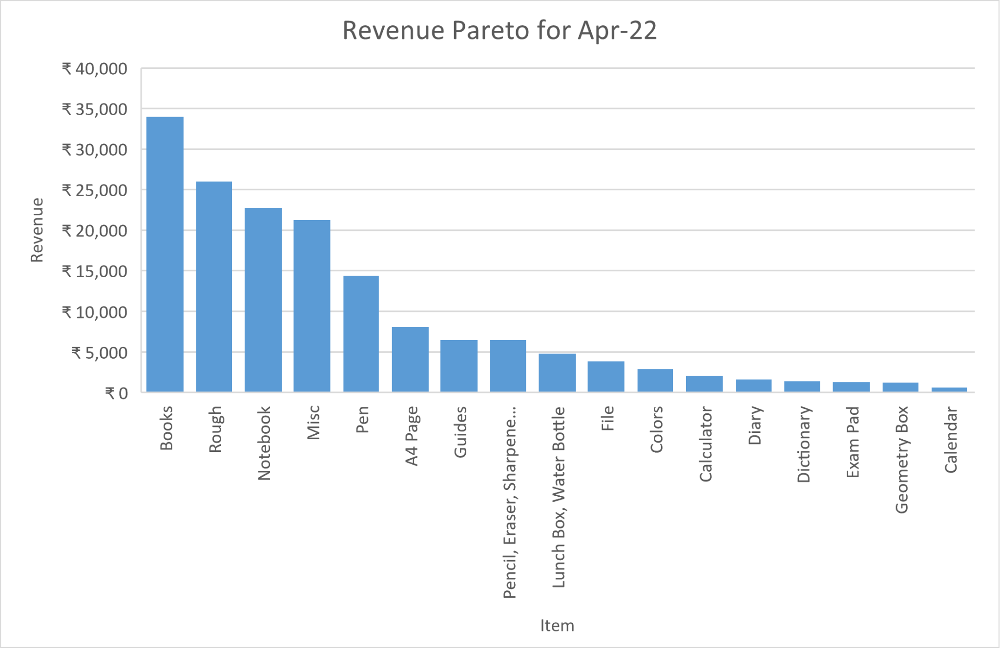 Revenue Pareto for Apr-22
₹ 40,000
₹ 35,000
₹ 30,000
₹ 25,000
₹ 20,000
₹ 15,000
₹ 10,000
₹ 5,000
₹ 0
Revenue
Books
Rough
Notebook
Misc
Pen
A4 Page
Guides
Pencil, Eraser, Sharpene...
Lunch Box, Water Bottle
File
Colors
Calculator
Diary
Dictionary
Exam Pad
Geometry Box
Calendar
Item